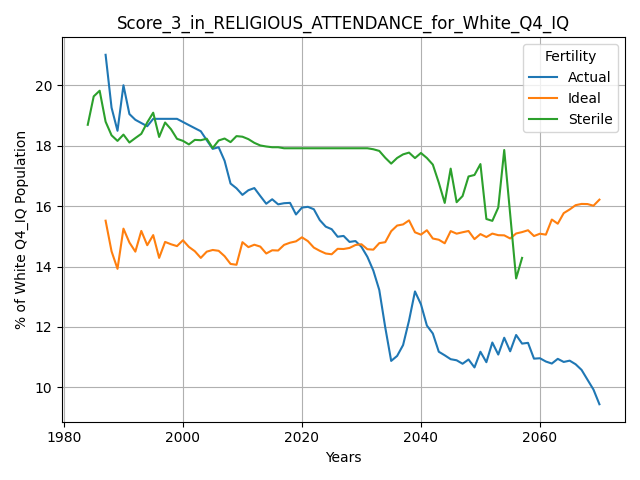 Score_3_in_RELIGIOUS_ATTENDANCE_for_White_Q4_IQ
Fertility
Actual
Ideal
Sterile
% of White Q4_IQ Population
20
18
16
14
12
10
1980
2000
2020
2040
2060
Years